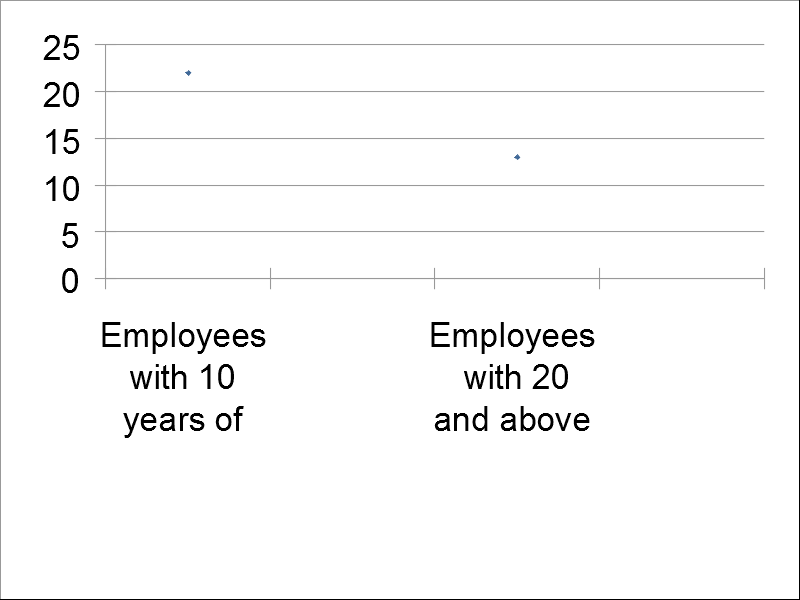 25
20
15
10
5
0
Employees
with 10
years of
Employees
with 20
and above